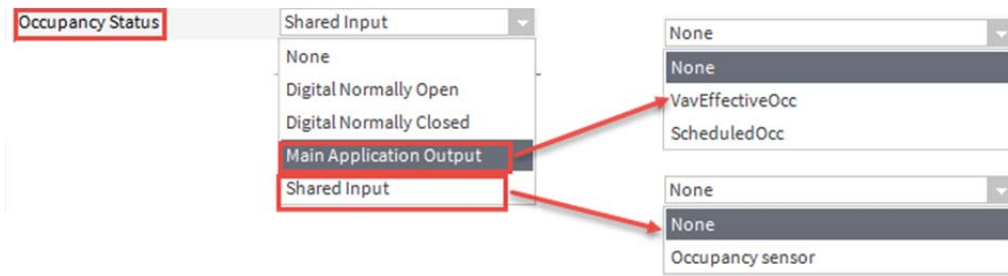 Occupancy Status
Shared Input
None
Digital Normally Open
Digital Normally Closed
Main Application Output
Shared Input
None
None
VavEffectiveOcc
ScheduledOcc
None
None
Occupancy sensor